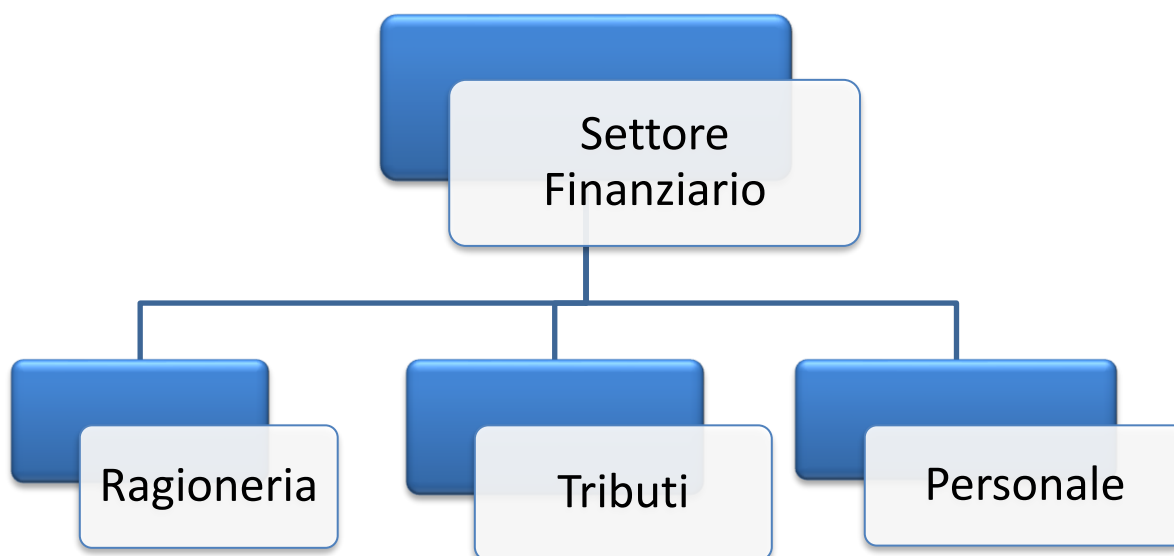 Settore
Finanziario
Ragioneria
Tributi
Personale